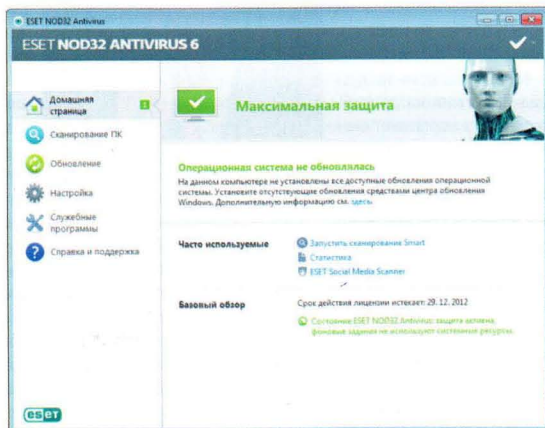 ESET NOD32 Antivirus
ESET NOD32 ANTIVIRUS 6
Домашняя
страница
Сканирование ПК
Обновление
Настройка
Служебные
программы
Справка и поддержка
Максимальная защита
Операционная система не обновлялась
На данном компьютере не установлены все доступные обновления операционной
системы. Установите отсутствующие обновления средствами центра обновления
Windows. Дополнительную информацию см. здесь.
Часто используемые
Запустить сканирование Smart
Статистика
ESET Social Media Scanner
Базовый обзор
Срок действия лицензии истекает: 29. 12. 2012
Состояние ESET NOD32 Antivirus: защита активна,
фоновые задания не используют системные ресурсы.
eset